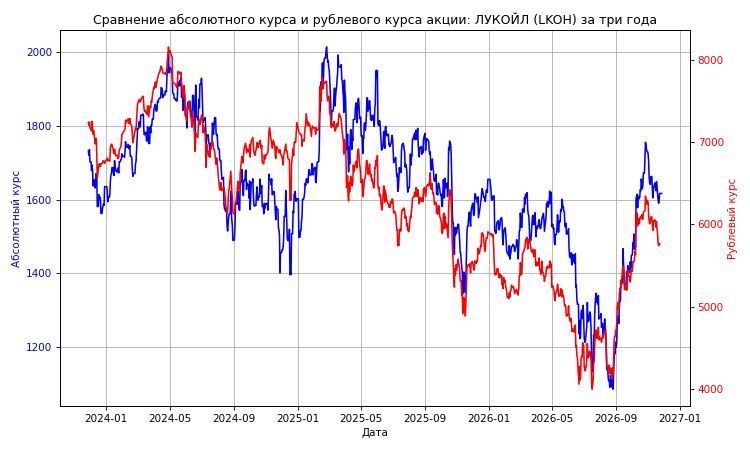 Сравнение абсолютного курса и рублевого курса акции: ЛУКОЙЛ (LKOH) за три года
2000
1800
1600
1400
1200
Абсолютный курс
8000
7000
6000
5000
4000
Рублевый курс
2024-01 2024-05 2024-09 2025-01 2025-05 2025-09 2026-01 2026-05 2026-09 2027-01
Дата